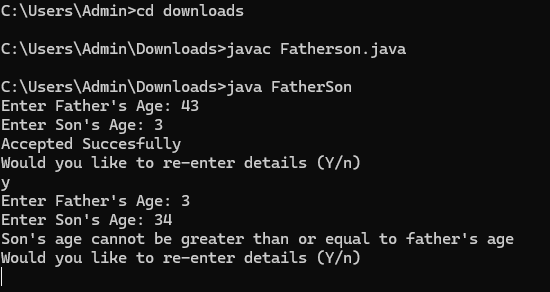 C:\Users\Admin>cd downloads
C:\Users\Admin\Downloads>javac Fatherson.java
C:\Users\Admin\Downloads>java FatherSon
Enter Father's Age: 43
Enter Son's Age: 3
Accepted Succesfully
Would you like to re-enter details (Y/n)
y
Enter Father's Age: 3
Enter Son's Age: 34
Son's age cannot be greater than or equal to father's age
Would you like to re-enter details (Y/n)